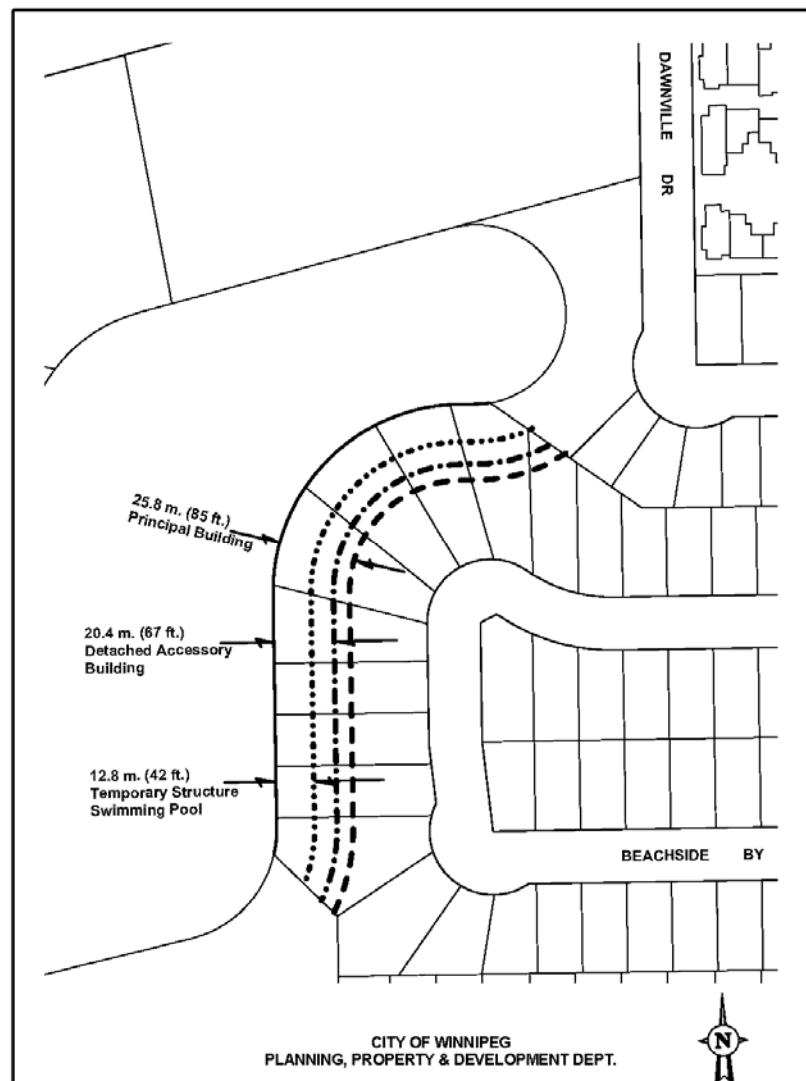 DAWNVILLE DR
25.8 m. (85 ft.)
Principal Building
20.4 m. (67 ft.)
Detached Accessory
Building
12.8 m. (42 ft.)
Temporary Structure
Swimming Pool
BEACHSIDE BY
CITY OF WINNIPEG
PLANNING, PROPERTY & DEVELOPMENT DEPT.
N